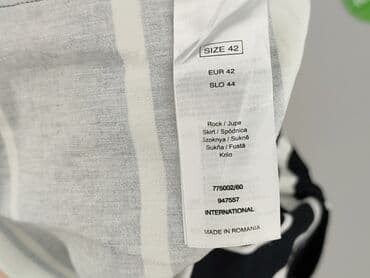 SIZE 42
EUR 42
SLO 44
Rock / Jupe
Skirt / Spódnica
Szoknya / Sukně
Sukňa / Fustă
Krilo
775002/60
947557
INTERNATIONAL
MADE IN ROMANIA